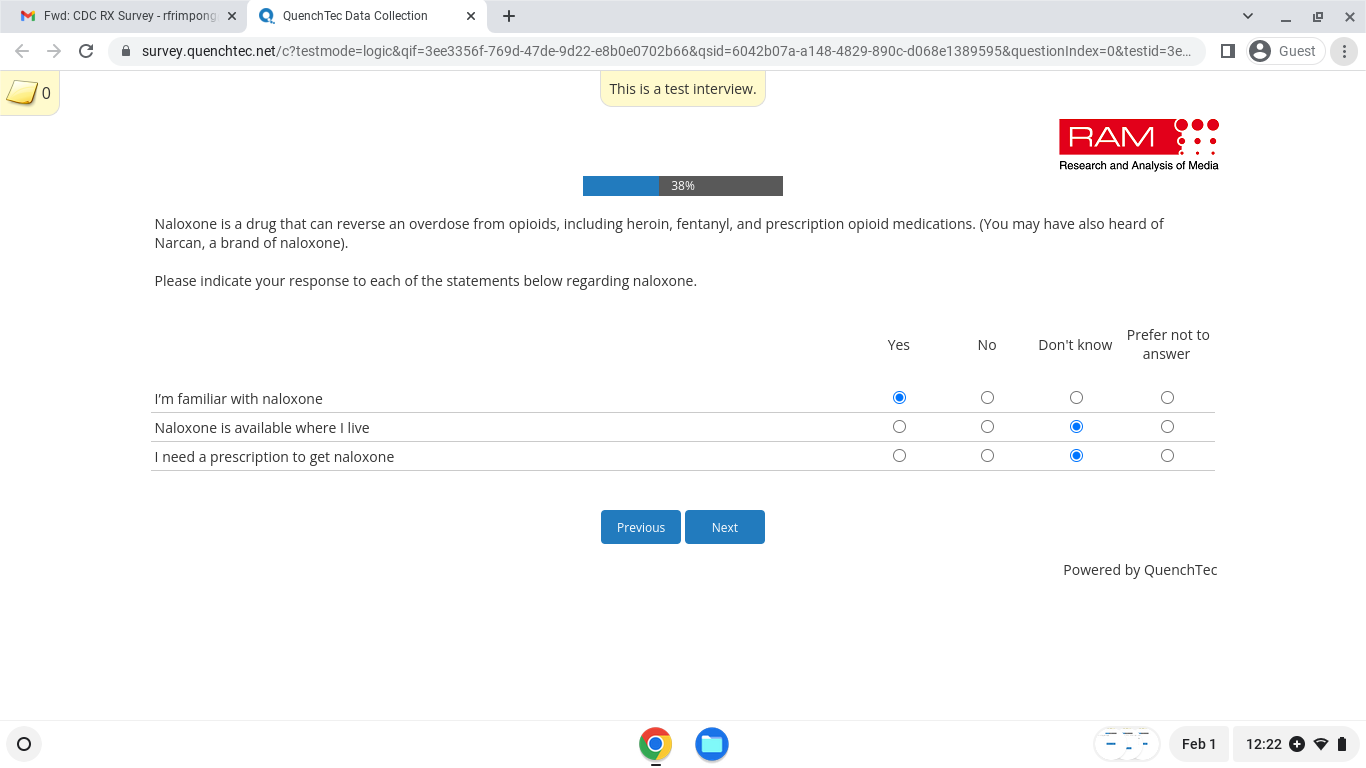 Fwd: CDC RX Survey - rfrimpong
QuenchTec Data Collection
survey.quenchtec.net/c?testmode=logic&qif=3ee3356f-769d-47de-9d22-e8b0e0702b66&qsid=6042b07a-a148-4829-890c-d068e1389595&questionIndex=0&testid=3e...
Guest
0
This is a test interview.
RAM
Research and Analysis of Media
38%
Naloxone is a drug that can reverse an overdose from opioids, including heroin, fentanyl, and prescription opioid medications. (You may have also heard of
Narcan, a brand of naloxone).
Please indicate your response to each of the statements below regarding naloxone.
Yes No Don't know Prefer not to
answer
I'm familiar with naloxone
Naloxone is available where I live
I need a prescription to get naloxone
Previous Next
Powered by QuenchTec
Feb 1 12:22